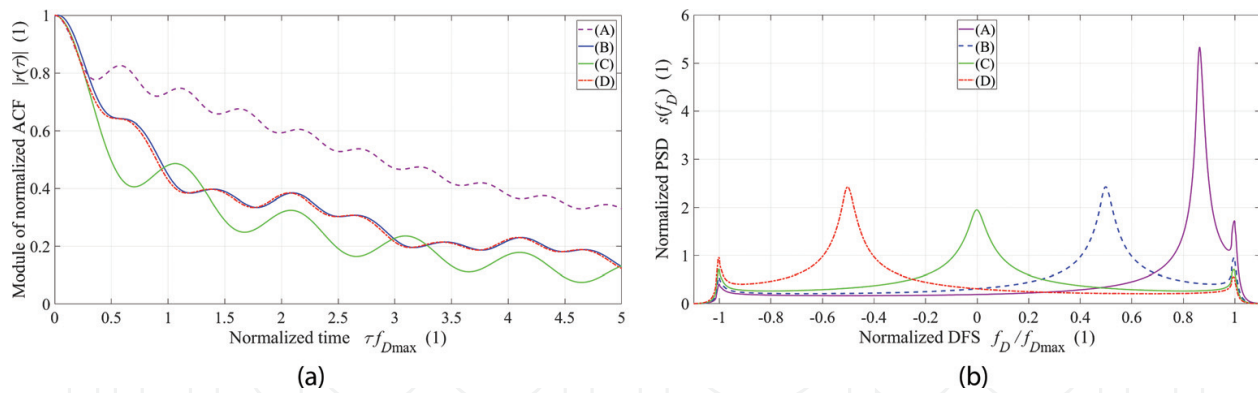 1
0.8
0.6
0.4
0.2
0
0 0.5 1 1.5 2 2.5 3 3.5 4 4.5 5
Module of normalized ACF |r(τ)| (1)
Normalized time τf_Dmax (1)
(A)
(B)
(C)
(D)
(a)
6
5
4
3
2
1
0
-1 -0.8 -0.6 -0.4 -0.2 0 0.2 0.4 0.6 0.8 1
Normalized PSD s(f_D) (1)
Normalized DFS f_D/f_Dmax (1)
(A)
(B)
(C)
(D)
(b)